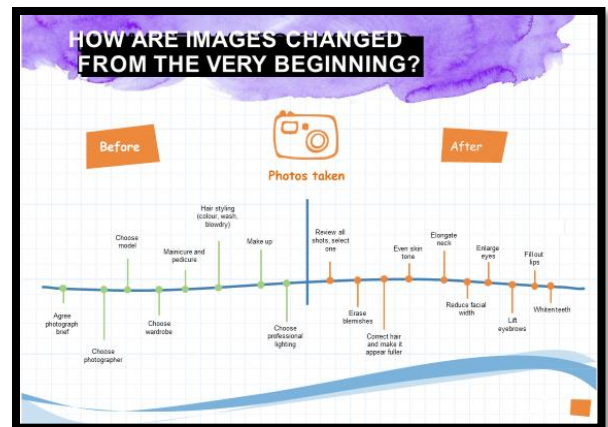 HOW ARE IMAGES CHANGED
FROM THE VERY BEGINNING?
Before
Photos taken
After
Agree
photograph
brief
Choose
photographer
Choose
model
Choose
wardrobe
Manicure and
pedicure
Hair styling
(colour, wash,
blowdry)
Make up
Choose
professional
lighting
Review all
shots, select
one
Erase
blemishes
Correct hair
and make it
appear fuller
Even skin
tone
Elongate
neck
Reduce facial
width
Enlarge
eyes
Lift
eyebrows
Fill out
lips
Whiten teeth